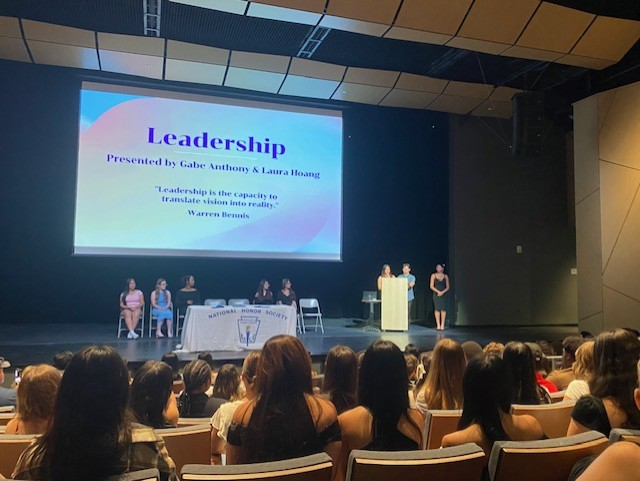 Leadership
Presented by Gabe Anthony & Laura Hoang
"Leadership is the capacity to
translate vision into reality."
Warren Bennis
NATIONAL HONOR SOCIETY